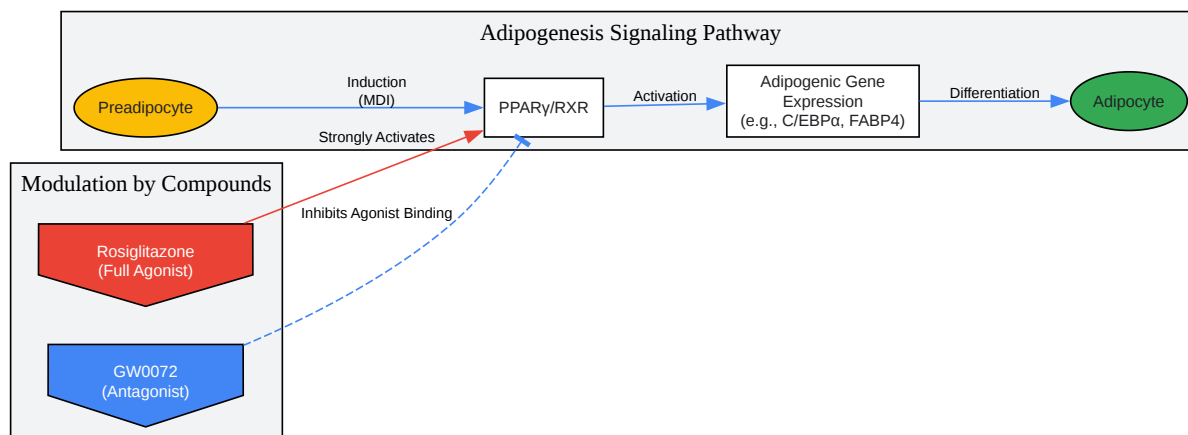 Adipogenesis Signaling Pathway
Preadipocyte
Induction
(MDI)
PPARγ/RXR
Activation
Adipogenic Gene
Expression
(e.g., C/EBPα, FABP4)
Differentiation
Adipocyte
Strongly Activates
Modulation by Compounds
Inhibits Agonist Binding
Rosiglitazone
(Full Agonist)
GW0072
(Antagonist)